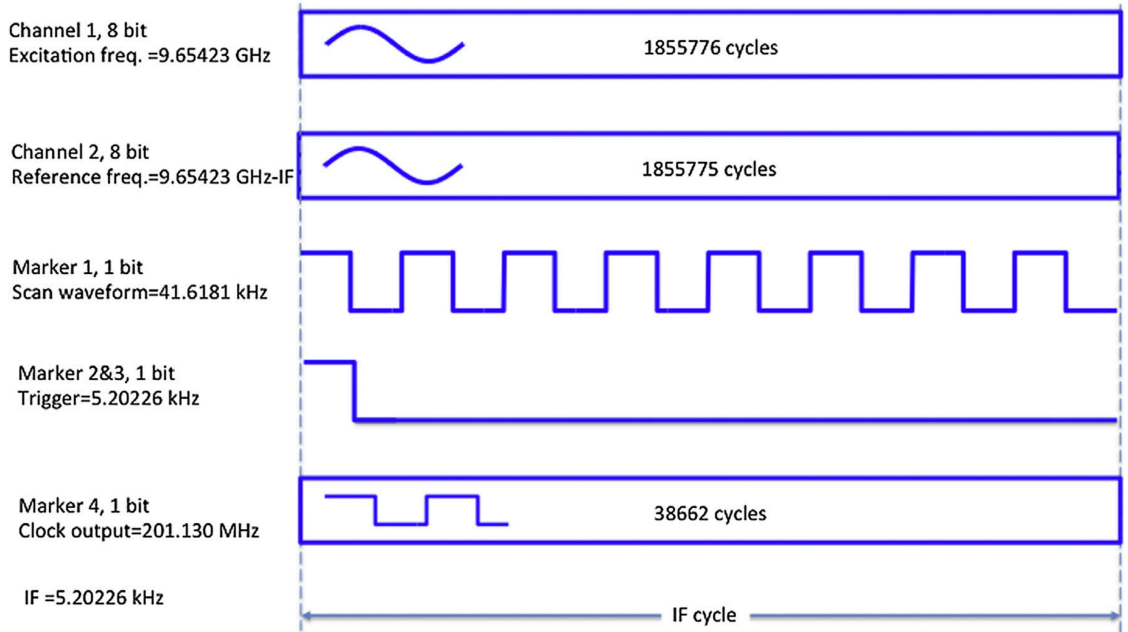 Channel 1, 8 bit
Excitation freq. =9.65423 GHz
1855776 cycles
Channel 2, 8 bit
Reference freq.=9.65423 GHz-IF
1855775 cycles
Marker 1, 1 bit
Scan waveform=41.6181 kHz
Marker 2&3, 1 bit
Trigger=5.20226 kHz
Marker 4, 1 bit
Clock output=201.130 MHz
38662 cycles
IF =5.20226 kHz
IF cycle